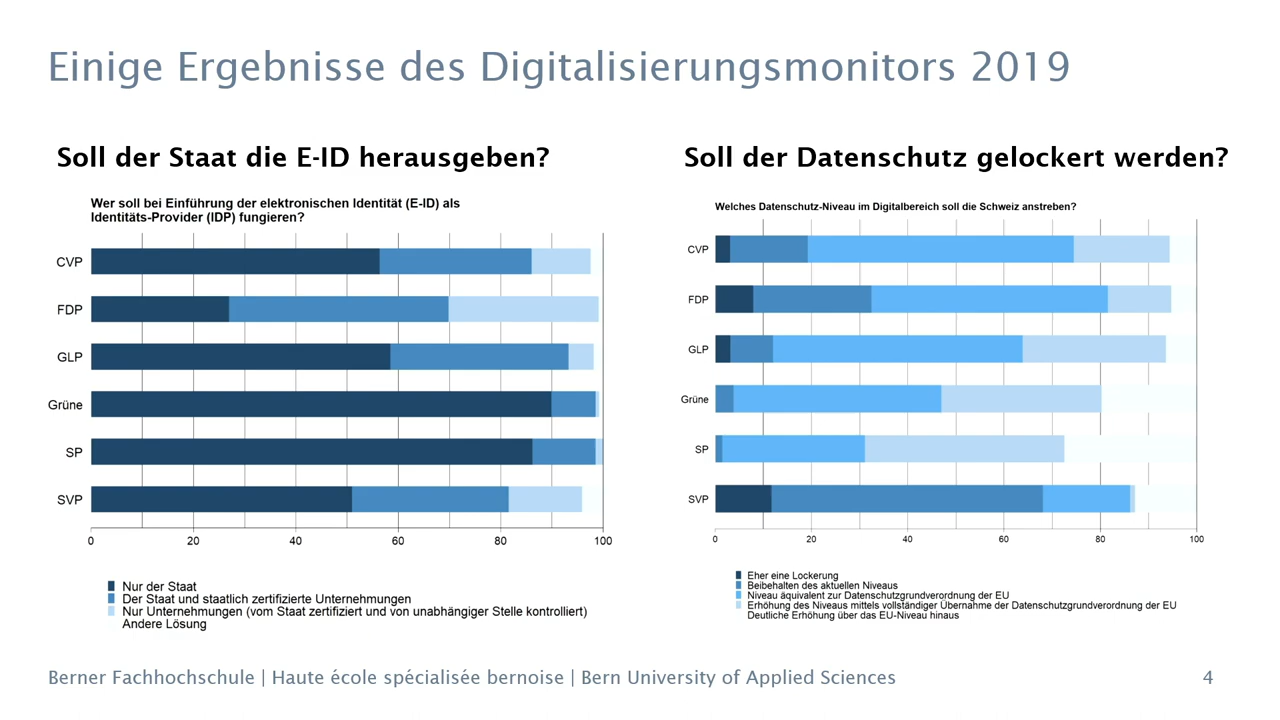 Einige Ergebnisse des Digitalisierungsmonitors 2019
Soll der Staat die E-ID herausgeben?
Wer soll bei Einführung der elektronischen Identität (E-ID) als
Identitäts-Provider (IDP) fungieren?
CVP
FDP
GLP
Grüne
SP
SVP
0 20 40 60 80 100
Nur der Staat
Der Staat und staatlich zertifizierte Unternehmungen
Nur Unternehmungen (vom Staat zertifiziert und von unabhängiger Stelle kontrolliert)
Andere Lösung
Soll der Datenschutz gelockert werden?
Welches Datenschutz-Niveau im Digitalbereich soll die Schweiz anstreben?
CVP
FDP
GLP
Grüne
SP
SVP
0 20 40 60 80 100
Eher eine Lockerung
Beibehalten des aktuellen Niveaus
Niveau äquivalent zur Datenschutzgrundverordnung der EU
Erhöhung des Niveaus mittels vollständiger Übernahme der Datenschutzgrundverordnung der EU
Deutliche Erhöhung über das EU-Niveau hinaus
Berner Fachhochschule | Haute école spécialisée bernoise | Bern University of Applied Sciences
4